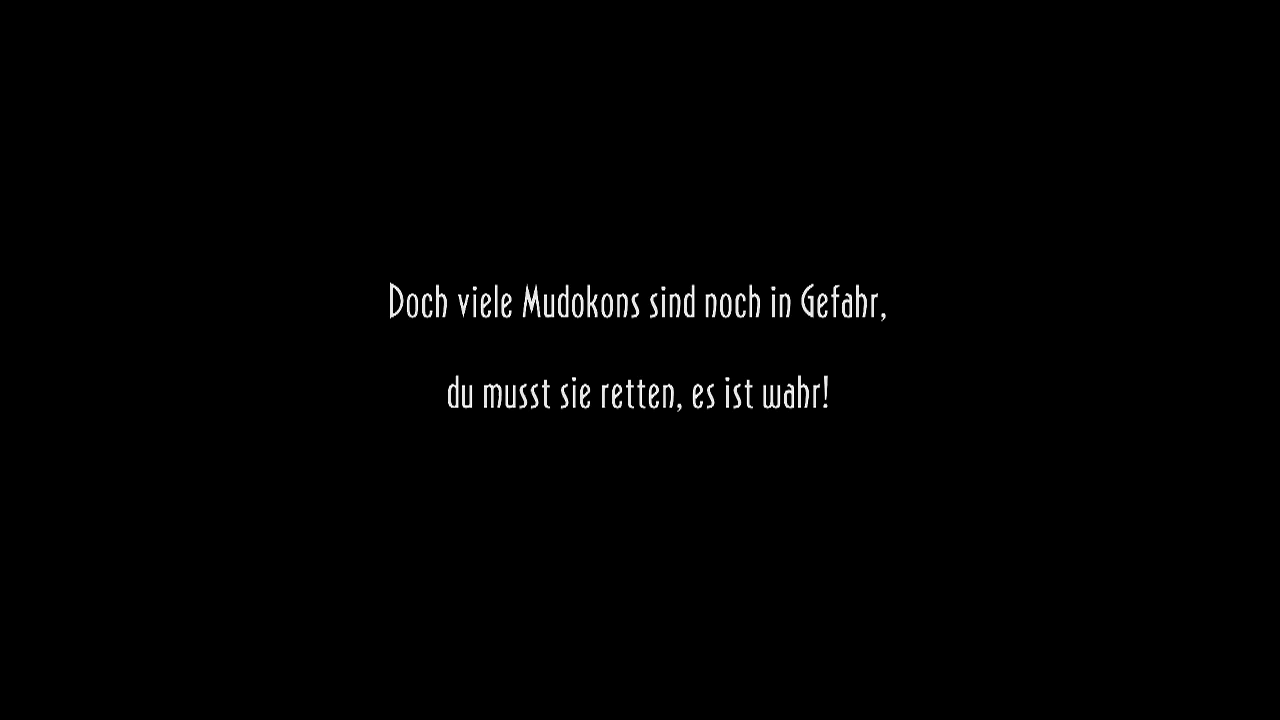 Doch viele Mudokons sind noch in Gefahr,
du musst sie retten, es ist wahr!